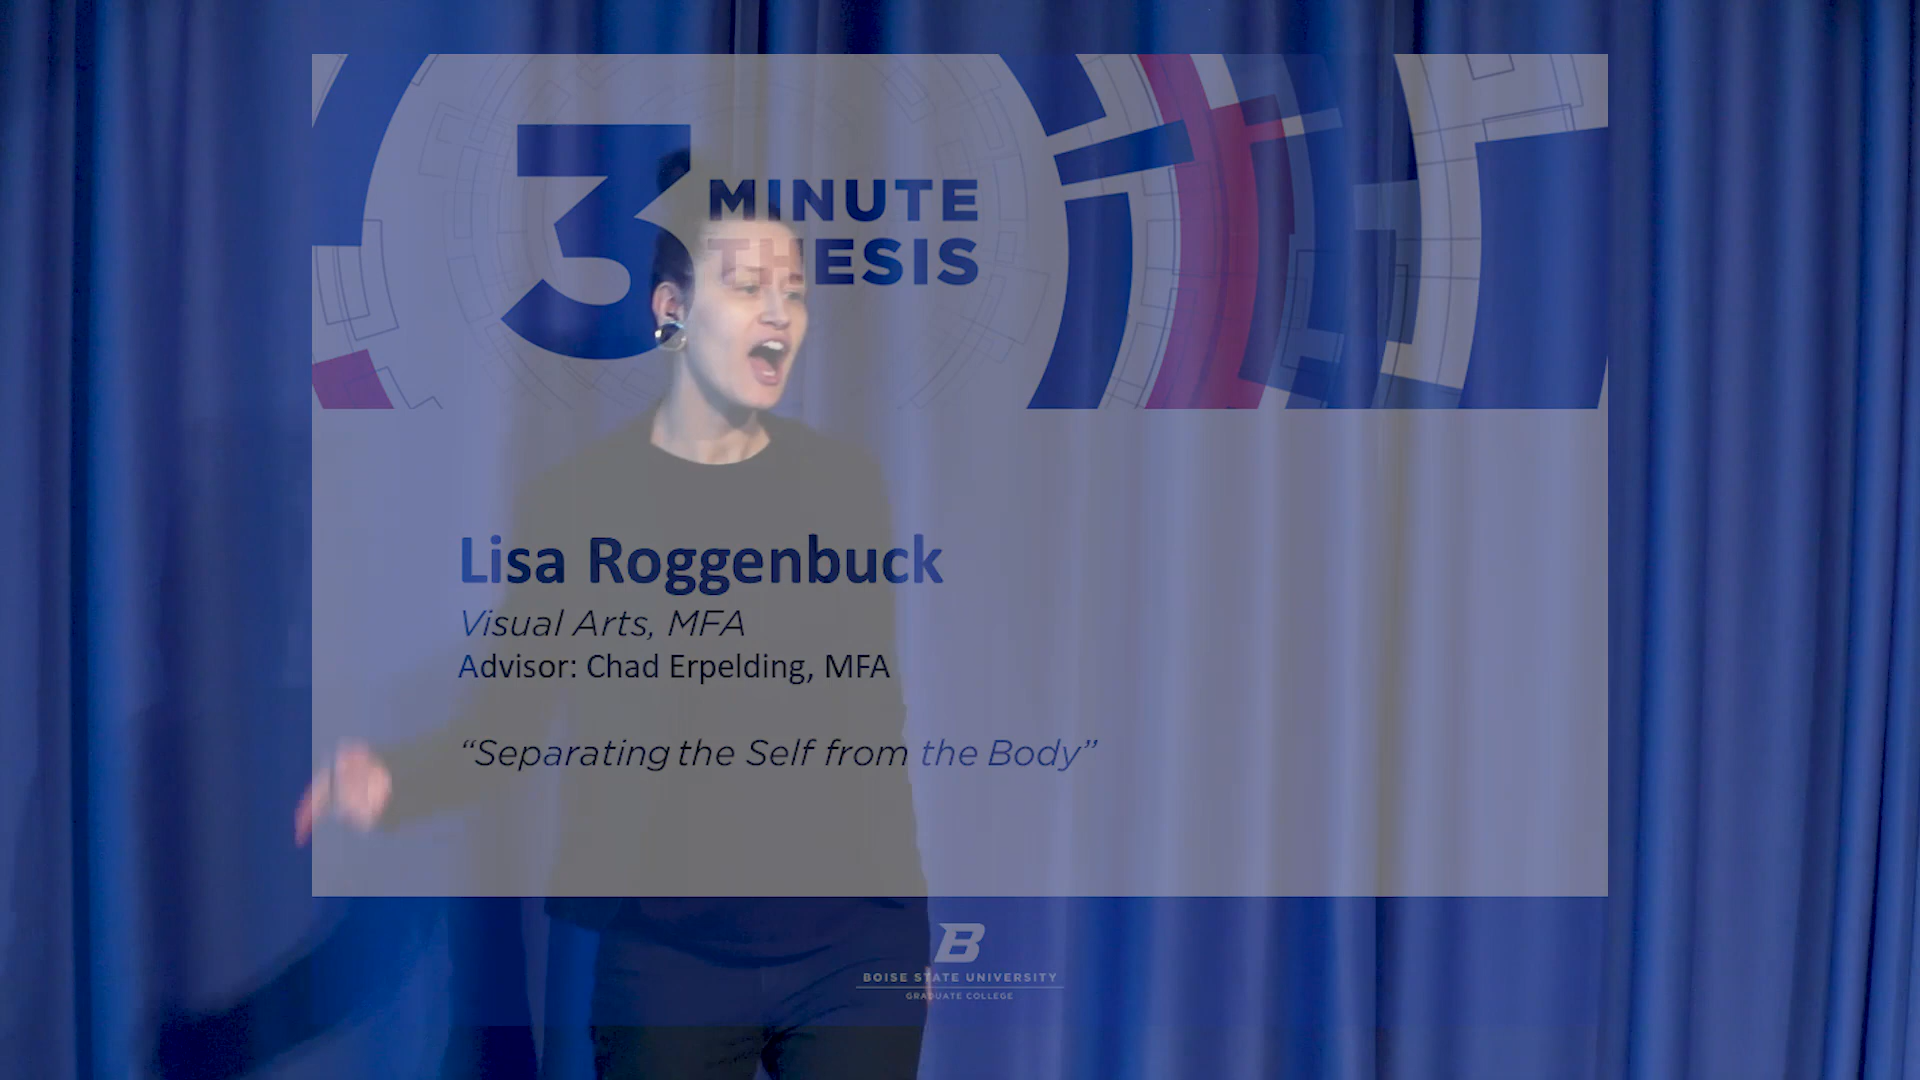 3 MINUTE
THESIS
Lisa Roggenbuck
Visual Arts, MFA
Advisor: Chad Erpelding, MFA
“Separating the Self from the Body”
B
BOISE STATE UNIVERSITY
GRADUATE COLLEGE